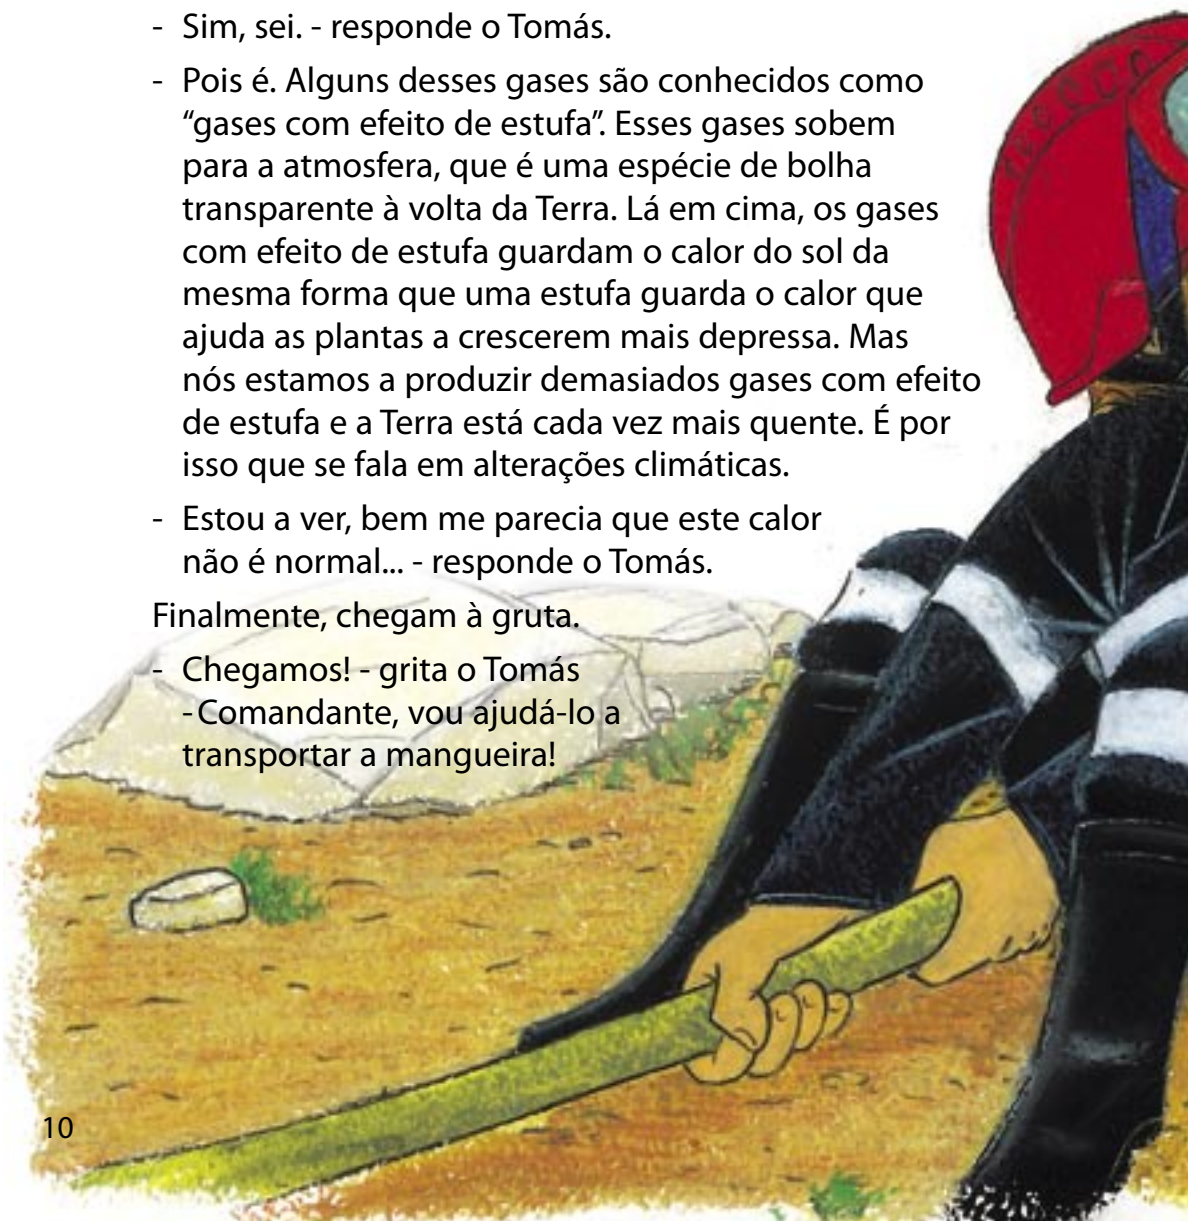 - Sim, sei. - responde o Tomás.
- Pois é. Alguns desses gases são conhecidos como
“gases com efeito de estufa”. Esses gases sobem
para a atmosfera, que é uma espécie de bolha
transparente à volta da Terra. Lá em cima, os gases
com efeito de estufa guardam o calor do sol da
mesma forma que uma estufa guarda o calor que
ajuda as plantas a crescerem mais depressa. Mas
nós estamos a produzir demasiados gases com efeito
de estufa e a Terra está cada vez mais quente. É por
isso que se fala em alterações climáticas.
- Estou a ver, bem me parecia que este calor
não é normal... - responde o Tomás.
Finalmente, chegam à gruta.
- Chegamos! - grita o Tomás
- Comandante, vou ajudá-lo a
transportar a mangueira!
10